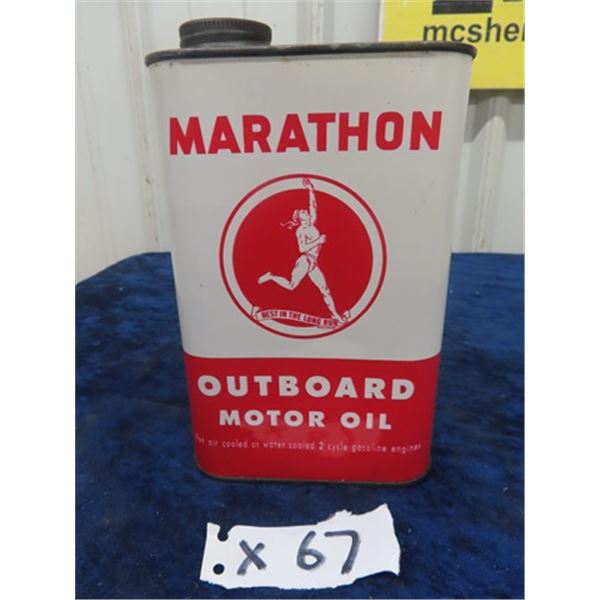 mcshe
MARATHON
BEST IN THE LONG RUN
OUTBOARD
MOTOR OIL
For air cooled or water cooled 2 cycle gasoline engines
X 67